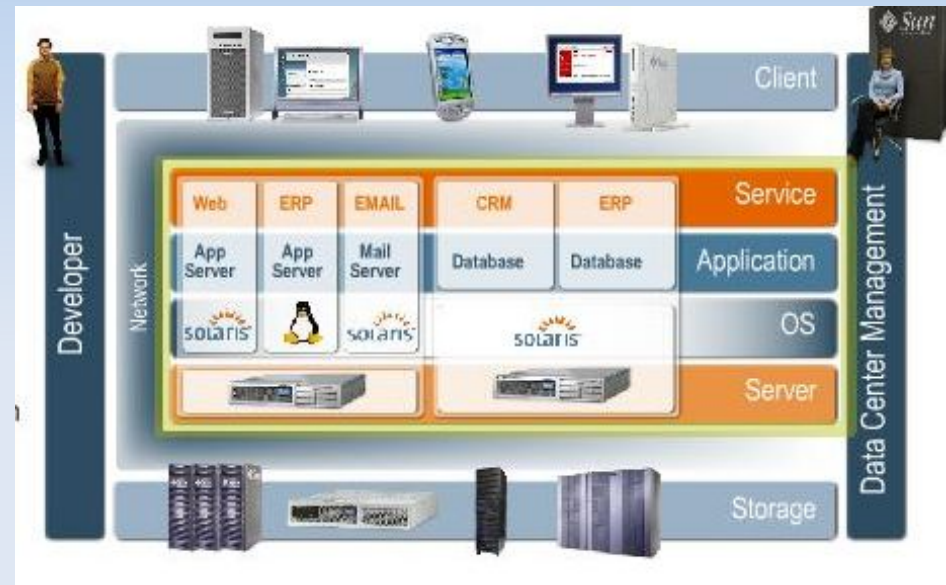 Sun
Client
Developer
Network
Data Center Management
Web ERP EMAIL CRM ERP Service
App Server App Server Mail Server Database Database Application
solaris solaris solaris OS
Server
Storage